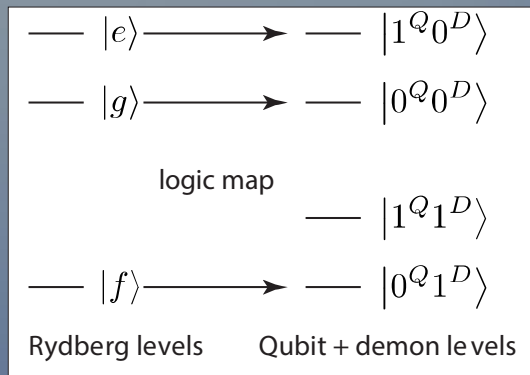 |e⟩ |1^Q 0^D⟩
|g⟩ |0^Q 0^D⟩
logic map
|1^Q 1^D⟩
|f⟩ |0^Q 1^D⟩
Rydberg levels Qubit + demon levels